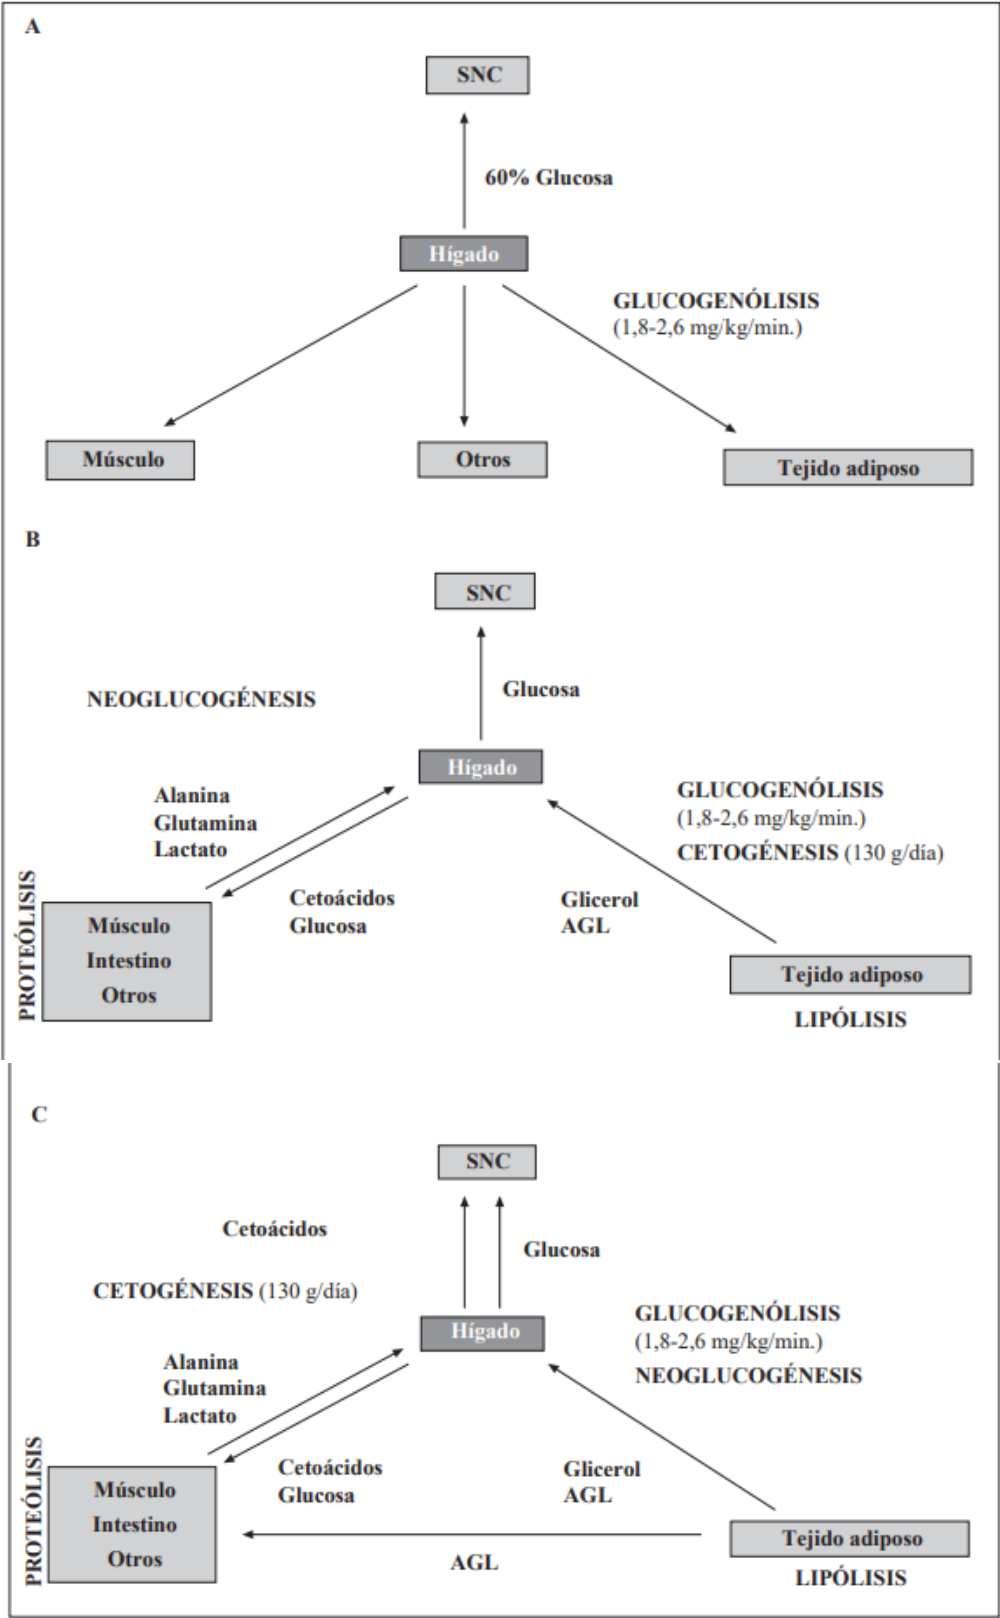 A
SNC
60% Glucosa
Hígado
GLUCOGENÓLISIS
(1,8-2,6 mg/kg/min.)
Músculo
Otros
Tejido adiposo
B
SNC
Glucosa
NEOGLUCOGÉNESIS
Hígado
Alanina
Glutamina
Lactato
GLUCOGENÓLISIS
(1,8-2,6 mg/kg/min.)
CETOGÉNESIS (130 g/día)
Cetoácidos
Glucosa
Glicerol
AGL
PROTEÓLISIS
Músculo
Intestino
Otros
Tejido adiposo
LIPÓLISIS
C
SNC
Cetoácidos
Glucosa
CETOGÉNESIS (130 g/día)
Hígado
GLUCOGENÓLISIS
(1,8-2,6 mg/kg/min.)
NEOGLUCOGÉNESIS
Alanina
Glutamina
Lactato
Cetoácidos
Glucosa
Glicerol
AGL
PROTEÓLISIS
Músculo
Intestino
Otros
AGL
Tejido adiposo
LIPÓLISIS